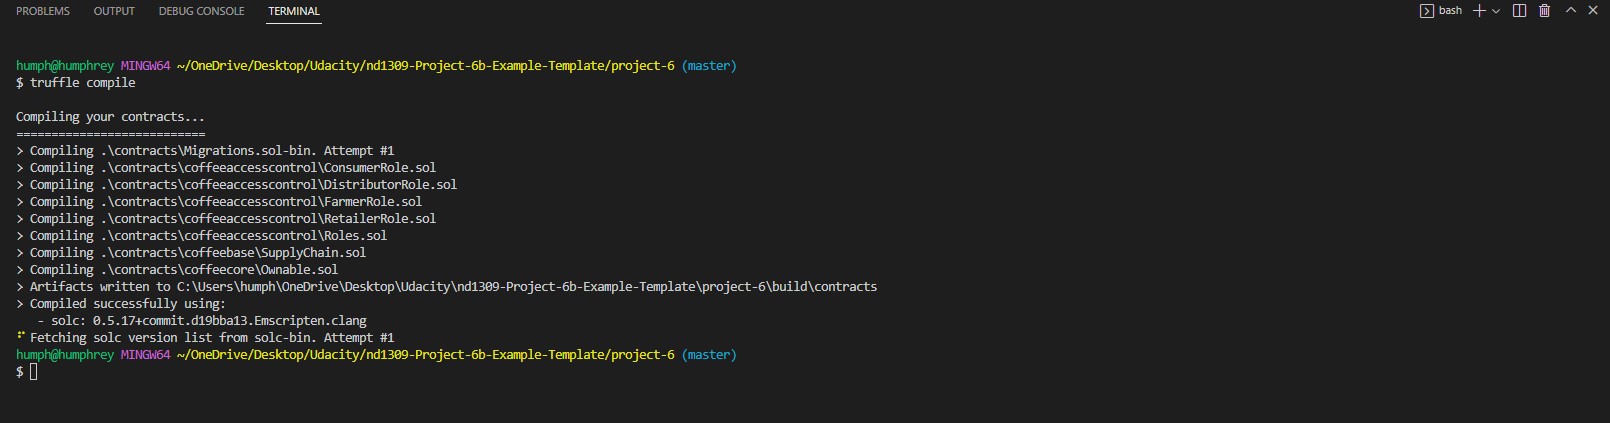 PROBLEMS OUTPUT DEBUG CONSOLE TERMINAL bash
humph@humphrey MINGW64 ~/OneDrive/Desktop/Udacity/nd1309-Project-6b-Example-Template/project-6 (master)
$ truffle compile
Compiling your contracts...
===========================
> Compiling .\contracts\Migrations.sol-bin. Attempt #1
> Compiling .\contracts\coffeeaccesscontrol\ConsumerRole.sol
> Compiling .\contracts\coffeeaccesscontrol\DistributorRole.sol
> Compiling .\contracts\coffeeaccesscontrol\FarmerRole.sol
> Compiling .\contracts\coffeeaccesscontrol\RetailerRole.sol
> Compiling .\contracts\coffeeaccesscontrol\Roles.sol
> Compiling .\contracts\coffeebase\SupplyChain.sol
> Compiling .\contracts\coffeecore\Ownable.sol
> Artifacts written to C:\Users\humph\OneDrive\Desktop\Udacity\nd1309-Project-6b-Example-Template\project-6\build\contracts
> Compiled successfully using:
   - solc: 0.5.17+commit.d19bba13.Emscripten.clang
⠋ Fetching solc version list from solc-bin. Attempt #1
humph@humphrey MINGW64 ~/OneDrive/Desktop/Udacity/nd1309-Project-6b-Example-Template/project-6 (master)
$